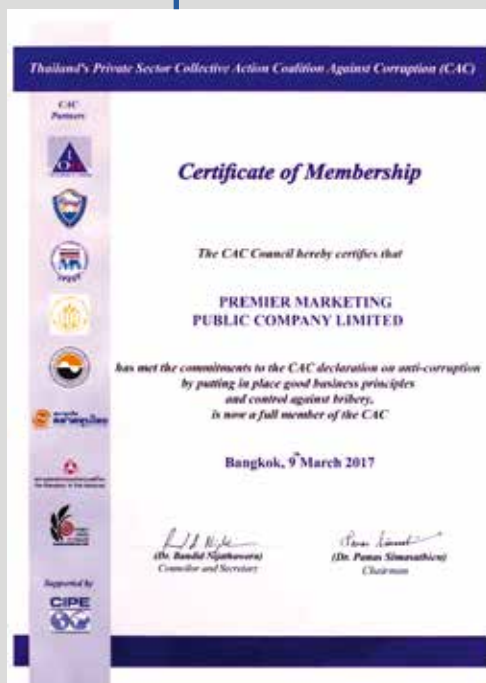 Thailand's Private Sector Collective Action Coalition Against Corruption (CAC)
CAC
Partners
Certificate of Membership
The CAC Council hereby certifies that
PREMIER MARKETING
PUBLIC COMPANY LIMITED
has met the commitments to the CAC declaration on anti-corruption
by putting in place good business principles
and control against bribery,
is now a full member of the CAC
Bangkok, 9 March 2017
(Dr. Bandid Nijathaworn)
Councilor and Secretary
(Dr. Panas Simasathien)
Chairman
Supported by
CIPE